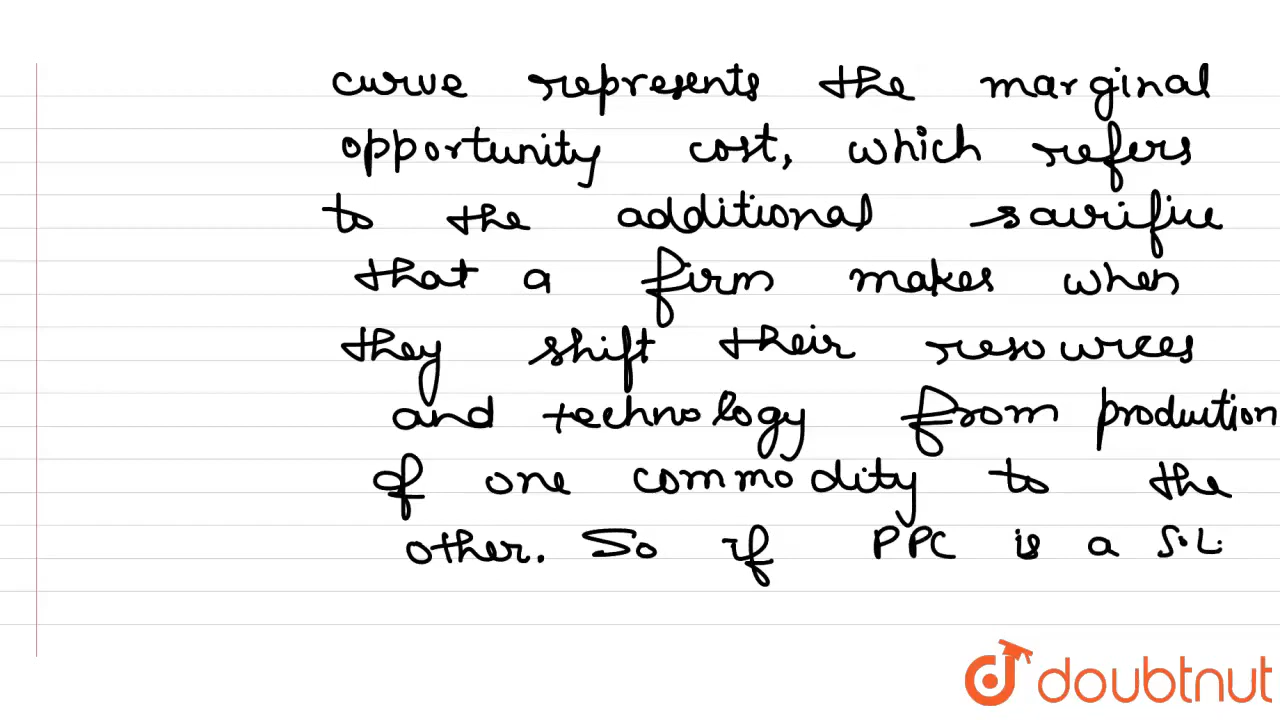 curve represents the marginal
opportunity cost, which refers
to the additional sacrifice
that a firm makes when
they shift their resources
and technology from production
of one commodity to the
other. So if PPC is a S.L.
doubtnut